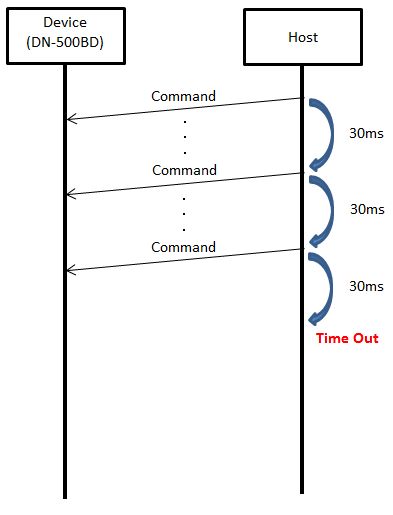 Device
(DN-500BD)
Host
Command
30ms
Command
30ms
Command
30ms
Time Out